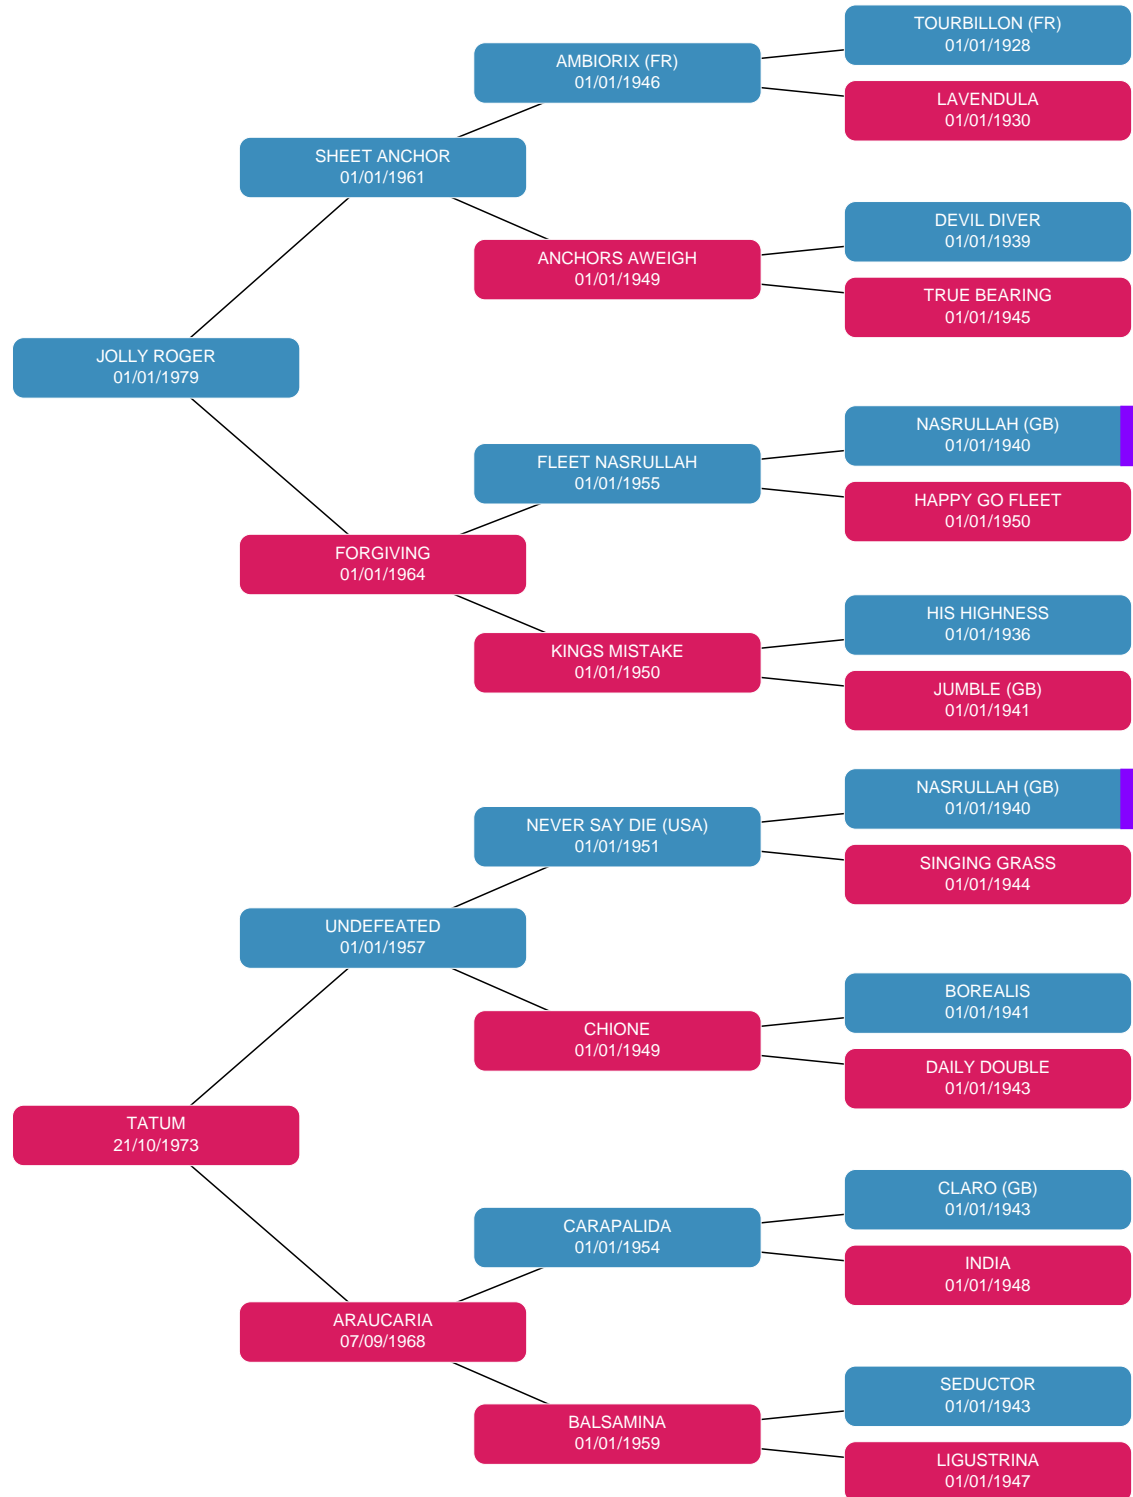 TOURBILLON (FR)
01/01/1928
AMBIORIX (FR)
01/01/1946
LAVENDULA
01/01/1930
SHEET ANCHOR
01/01/1961
DEVIL DIVER
01/01/1939
ANCHORS AWEIGH
01/01/1949
TRUE BEARING
01/01/1945
JOLLY ROGER
01/01/1979
NASRULLAH (GB)
01/01/1940
FLEET NASRULLAH
01/01/1955
HAPPY GO FLEET
01/01/1950
FORGIVING
01/01/1964
HIS HIGHNESS
01/01/1936
KINGS MISTAKE
01/01/1950
JUMBLE (GB)
01/01/1941
NASRULLAH (GB)
01/01/1940
NEVER SAY DIE (USA)
01/01/1951
SINGING GRASS
01/01/1944
UNDEFEATED
01/01/1957
BOREALIS
01/01/1941
CHIONE
01/01/1949
DAILY DOUBLE
01/01/1943
TATUM
21/10/1973
CLARO (GB)
01/01/1943
CARAPALIDA
01/01/1954
INDIA
01/01/1948
ARAUCARIA
07/09/1968
SEDUCTOR
01/01/1943
BALSAMINA
01/01/1959
LIGUSTRINA
01/01/1947